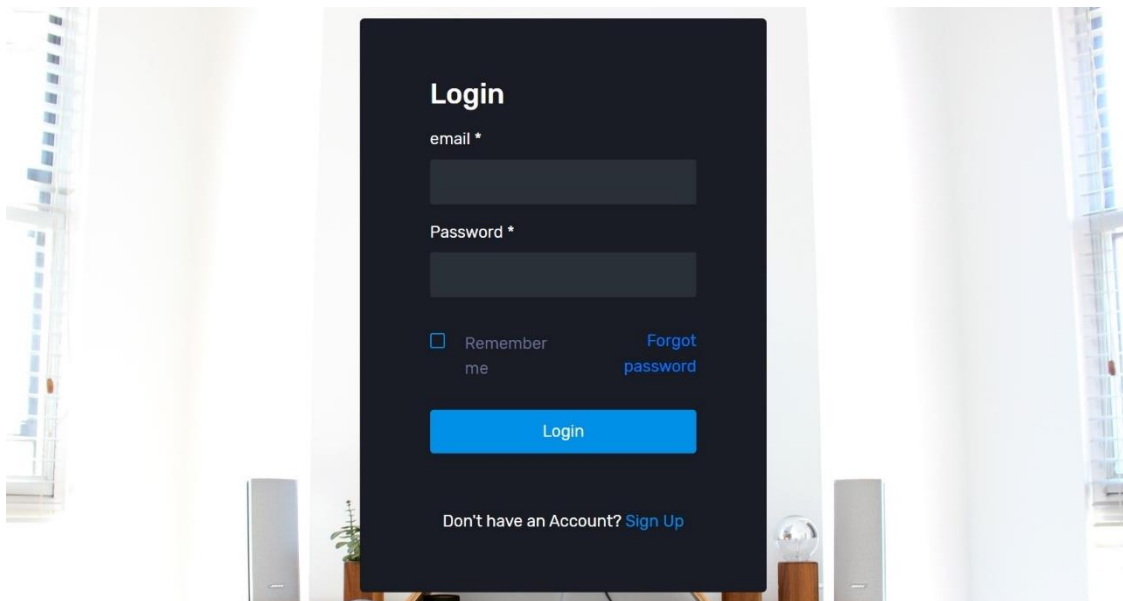 Login
email *
Password *
Remember me
Forgot password
Login
Don't have an Account? Sign Up